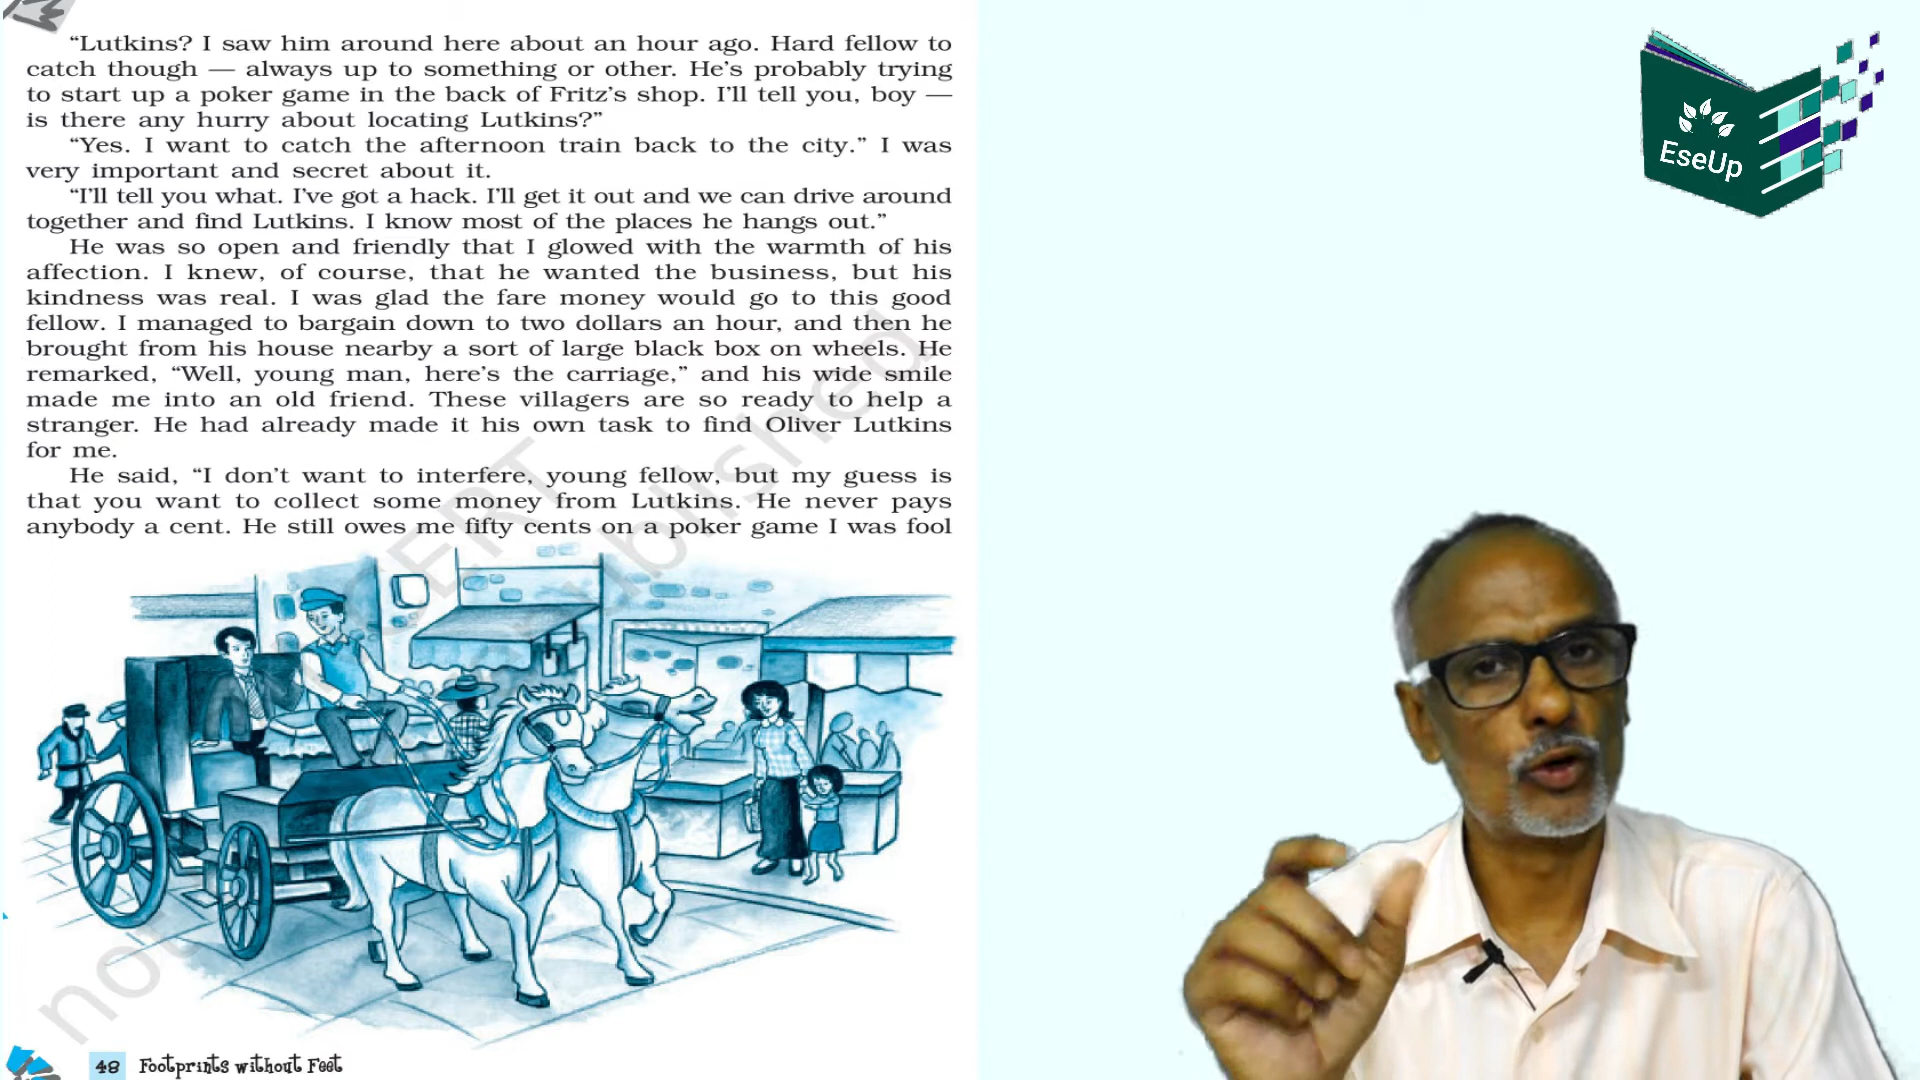 “Lutkins? I saw him around here about an hour ago. Hard fellow to
catch though — always up to something or other. He’s probably trying
to start up a poker game in the back of Fritz’s shop. I’ll tell you, boy —
is there any hurry about locating Lutkins?”
“Yes. I want to catch the afternoon train back to the city.” I was
very important and secret about it.
“I’ll tell you what. I’ve got a hack. I’ll get it out and we can drive around
together and find Lutkins. I know most of the places he hangs out.”
He was so open and friendly that I glowed with the warmth of his
affection. I knew, of course, that he wanted the business, but his
kindness was real. I was glad the fare money would go to this good
fellow. I managed to bargain down to two dollars an hour, and then he
brought from his house nearby a sort of large black box on wheels. He
remarked, “Well, young man, here’s the carriage,” and his wide smile
made me into an old friend. These villagers are so ready to help a
stranger. He had already made it his own task to find Oliver Lutkins
for me.
He said, “I don’t want to interfere, young fellow, but my guess is
that you want to collect some money from Lutkins. He never pays
anybody a cent. He still owes me fifty cents on a poker game I was fool
48 Footprints without Feet
EseUp